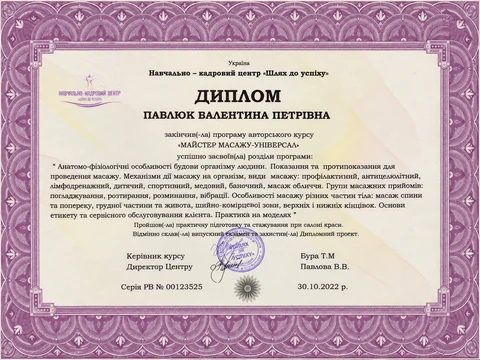 Україна
Навчально – кадровий центр «Шлях до успіху»
НАВЧАЛЬНО-КАДРОВИЙ ЦЕНТР
ДИПЛОМ
ПАВЛЮК ВАЛЕНТИНА ПЕТРІВНА
закінчив(-ла) програму авторського курсу
«МАЙСТЕР МАСАЖУ-УНІВЕРСАЛ»
успішно засвоїв(-ла) розділи програми:
" Анатомо-фізіологічні особливості будови організму людини. Показання та протипоказання для
проведення масажу. Механізми дії масажу на організм, види масажу: профілактичний, антицелюлітний,
лімфодренажний, дитячий, спортивний, медовий, баночний, масаж обличчя. Групи масажних прийомів:
погладжування, розтирання, розминання, вібрації. Особливості масажу різних частин тіла: масаж спини
та попереку, грудної частини та живота, шийно-комірцевої зони, верхніх і нижніх кінцівок. Основи
етикету та сервісного обслуговування клієнта. Практика на моделях "
Пройшов(-ла) практичну підготовку та стажування при салоні краси.
Відмінно склав(-ла) випускний екзамен та захистив(-ла) Дипломний проект.
Керівник курсу Бура Т.М
Директор Центру Павлова В.В.
Серія РВ № 00123525 30.10.2022 р.